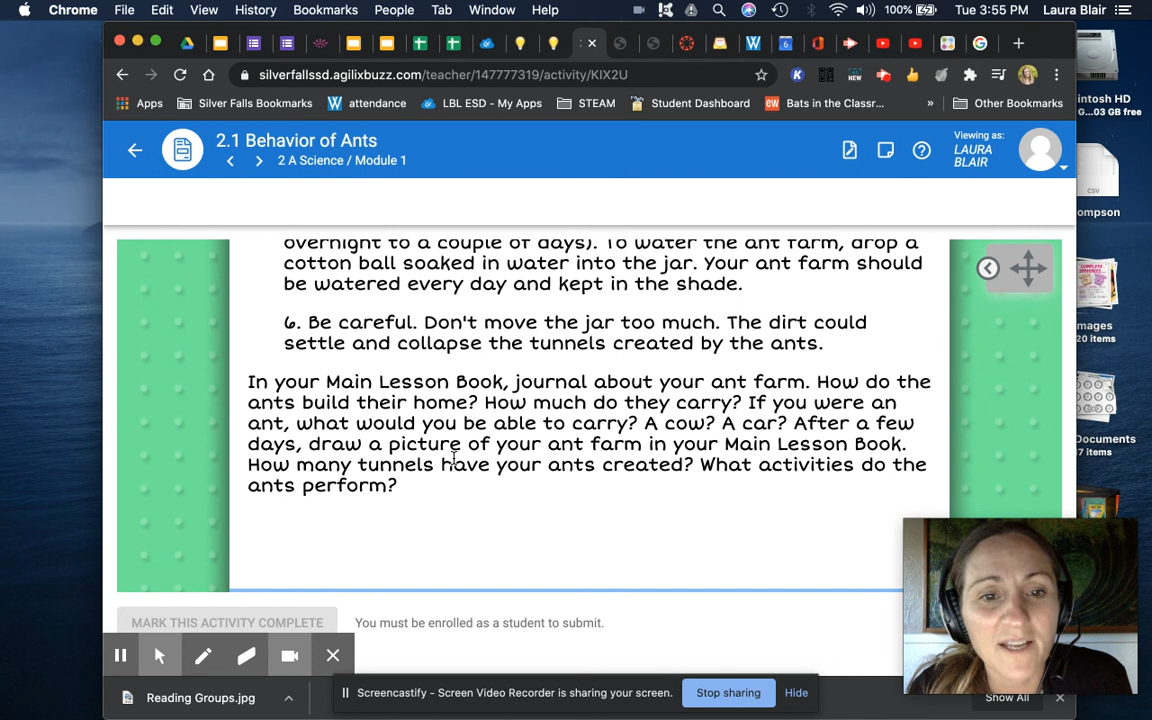 Chrome File Edit View History Bookmarks People Tab Window Help 100% Tue 3:55 PM Laura Blair
silverfallssd.agilixbuzz.com/teacher/147777319/activity/KIX2U
Apps Silver Falls Bookmarks attendance LBL ESD - My Apps STEAM Student Dashboard Bats in the Classr... » Other Bookmarks
intosh HD
G...03 GB free
2.1 Behavior of Ants
2 A Science / Module 1
Viewing as:
LAURA
BLAIR
CSV
ompson
overnight to a couple of days). To water the ant farm, drop a
cotton ball soaked in water into the jar. Your ant farm should
be watered every day and kept in the shade.
6. Be careful. Don't move the jar too much. The dirt could
settle and collapse the tunnels created by the ants.
In your Main Lesson Book, journal about your ant farm. How do the
ants build their home? How much do they carry? If you were an
ant, what would you be able to carry? A cow? A car? After a few
days, draw a picture of your ant farm in your Main Lesson Book.
How many tunnels have your ants created? What activities do the
ants perform?
mages
20 items
Documents
17 items
MARK THIS ACTIVITY COMPLETE You must be enrolled as a student to submit.
Screencastify - Screen Video Recorder is sharing your screen. Stop sharing Hide
Reading Groups.jpg
Show All